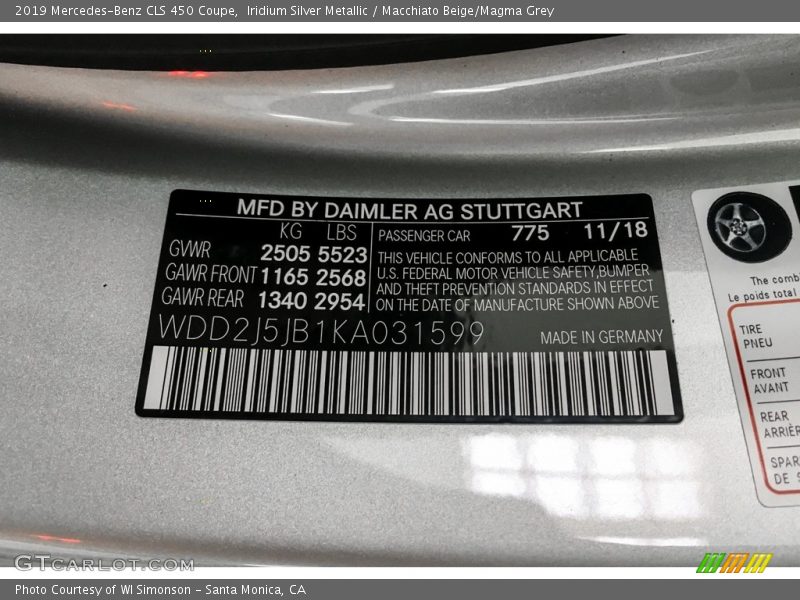 2019 Mercedes-Benz CLS 450 Coupe, Iridium Silver Metallic / Macchiato Beige/Magma Grey
MFD BY DAIMLER AG STUTTGART
KG LBS
GVWR 2505 5523
GAWR FRONT 1165 2568
GAWR REAR 1340 2954
PASSENGER CAR 775 11/18
THIS VEHICLE CONFORMS TO ALL APPLICABLE
U.S. FEDERAL MOTOR VEHICLE SAFETY,BUMPER
AND THEFT PREVENTION STANDARDS IN EFFECT
ON THE DATE OF MANUFACTURE SHOWN ABOVE
WDD2J5JB1KA031599 MADE IN GERMANY
The comb
Le poids total
TIRE
PNEU
FRONT
AVANT
REAR
ARRIÈR
SPAR
DE S
GTCARLOT.COM
Photo Courtesy of WI Simonson - Santa Monica, CA